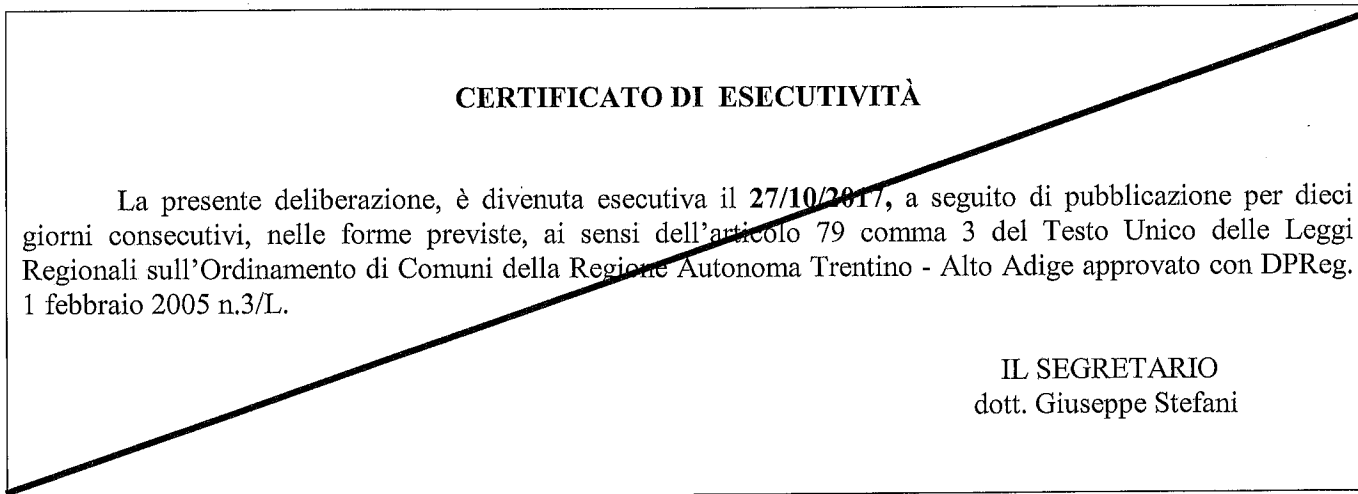 CERTIFICATO DI ESECUTIVITÀ
La presente deliberazione, è divenuta esecutiva il 27/10/2017, a seguito di pubblicazione per dieci
giorni consecutivi, nelle forme previste, ai sensi dell'articolo 79 comma 3 del Testo Unico delle Leggi
Regionali sull'Ordinamento di Comuni della Regione Autonoma Trentino - Alto Adige approvato con DPReg.
1 febbraio 2005 n.3/L.
IL SEGRETARIO
dott. Giuseppe Stefani